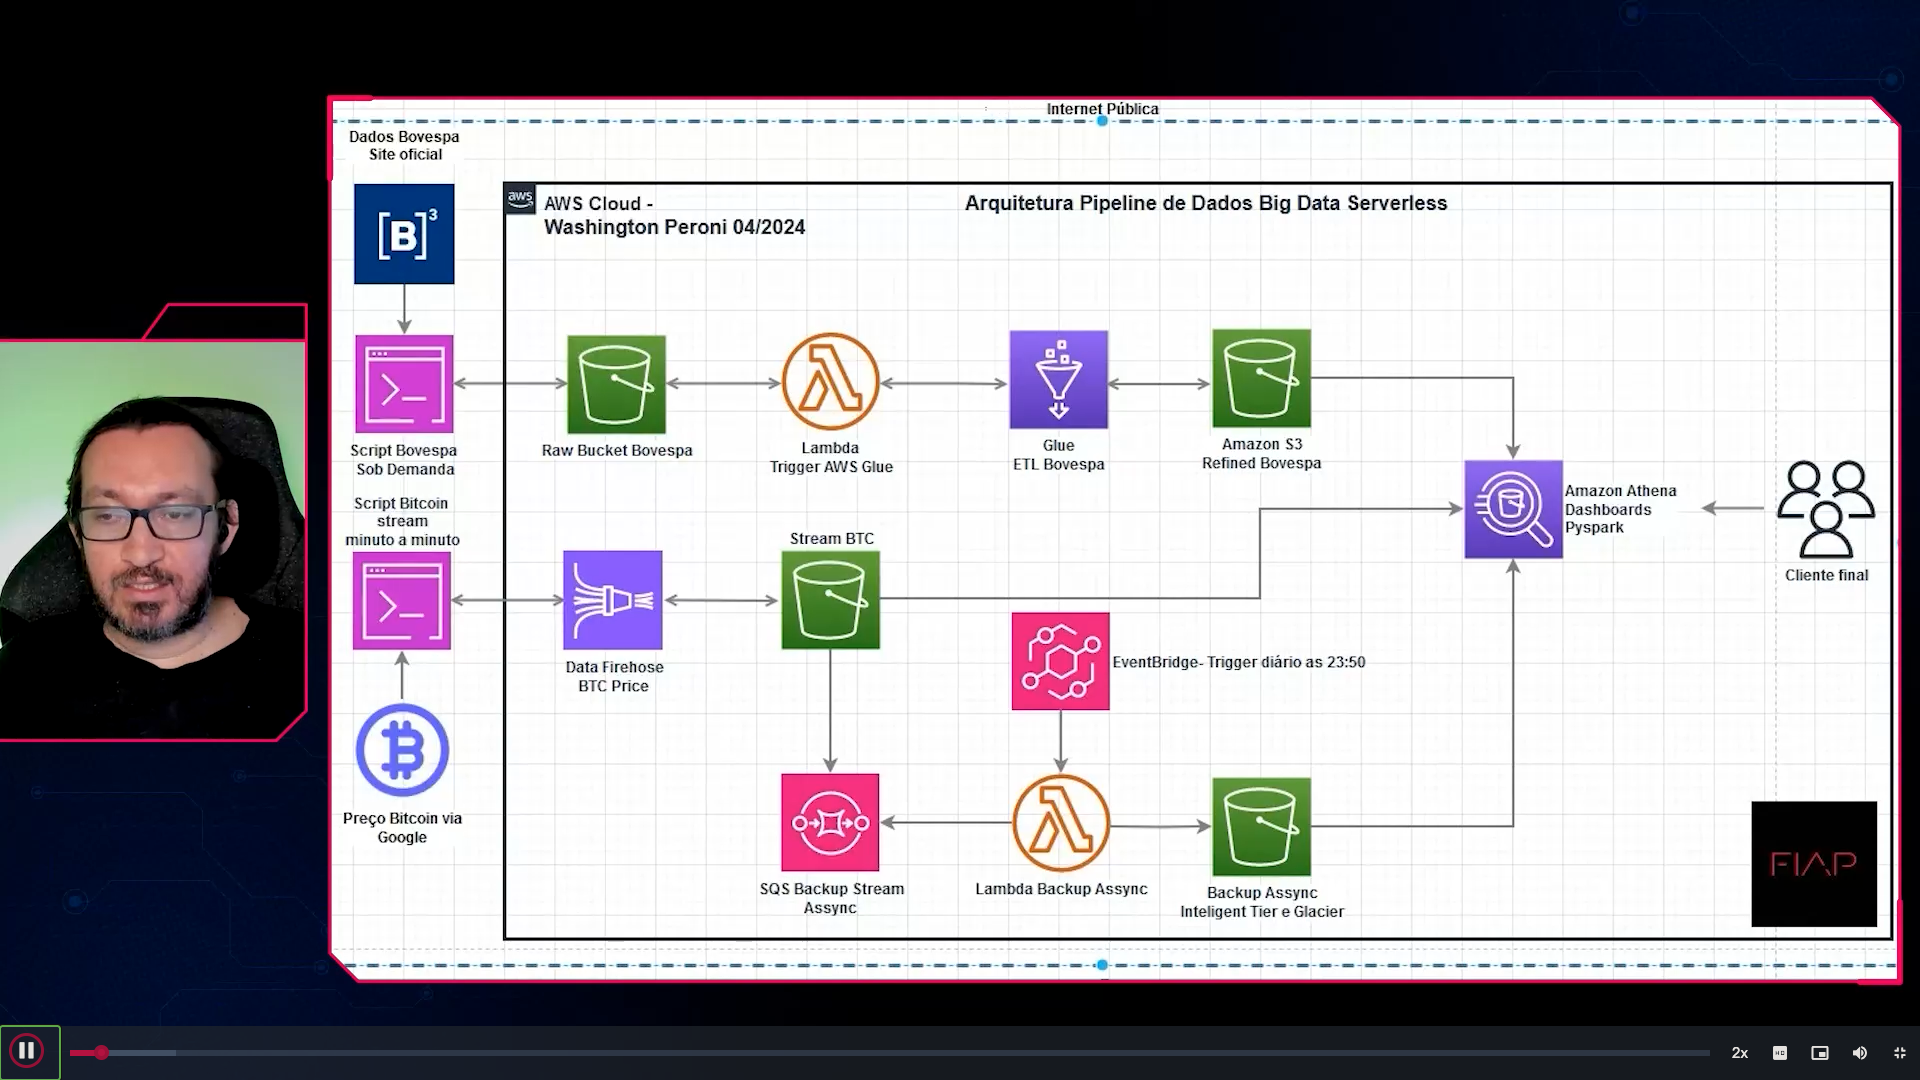 Internet Pública
Dados Bovespa
Site oficial
[B]3
aws
AWS Cloud -
Washington Peroni 04/2024
Arquitetura Pipeline de Dados Big Data Serverless
Script Bovespa
Sob Demanda
Raw Bucket Bovespa
Lambda
Trigger AWS Glue
Glue
ETL Bovespa
Amazon S3
Refined Bovespa
Script Bitcoin
stream
minuto a minuto
Stream BTC
Amazon Athena
Dashboards
Pyspark
Cliente final
Data Firehose
BTC Price
EventBridge- Trigger diário as 23:50
Preço Bitcoin via
Google
SQS Backup Stream
Assync
Lambda Backup Assync
Backup Assync
Inteligent Tier e Glacier
FIAP
2x
HD